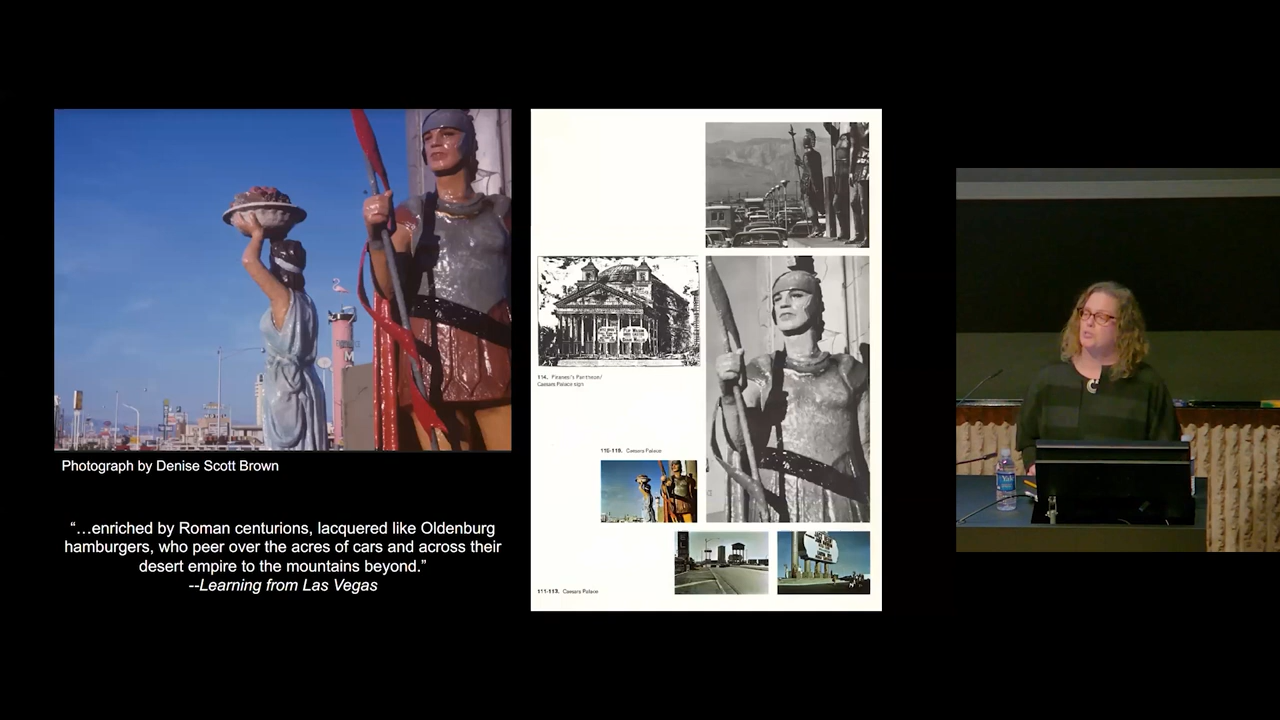 Photograph by Denise Scott Brown
“…enriched by Roman centurions, lacquered like Oldenburg
hamburgers, who peer over the acres of cars and across their
desert empire to the mountains beyond.”
--Learning from Las Vegas
114. Piranesi's Pantheon/
Caesars Palace sign
115-119. Caesars Palace
111-113. Caesars Palace
Yale